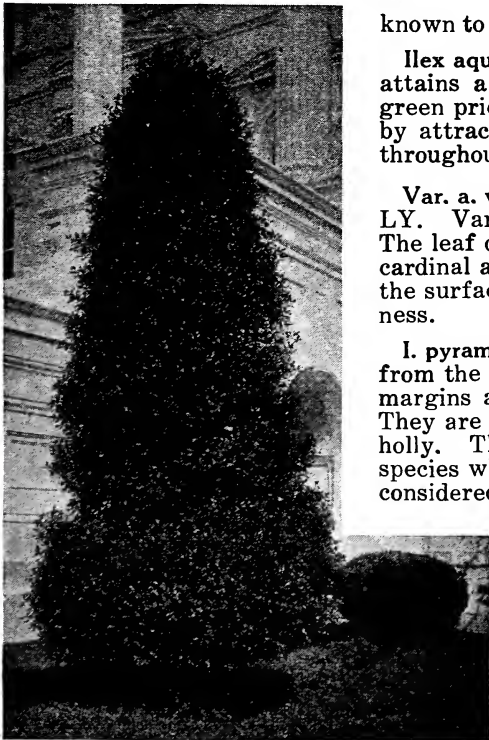 known to
Ilex aqu
attains a
green pric
by attrac
throughou
Var. a. v
LY. Var
The leaf o
cardinal a
the surfac
ness.
I. pyram
from the
margins a
They are
holly. Th
species w
considered